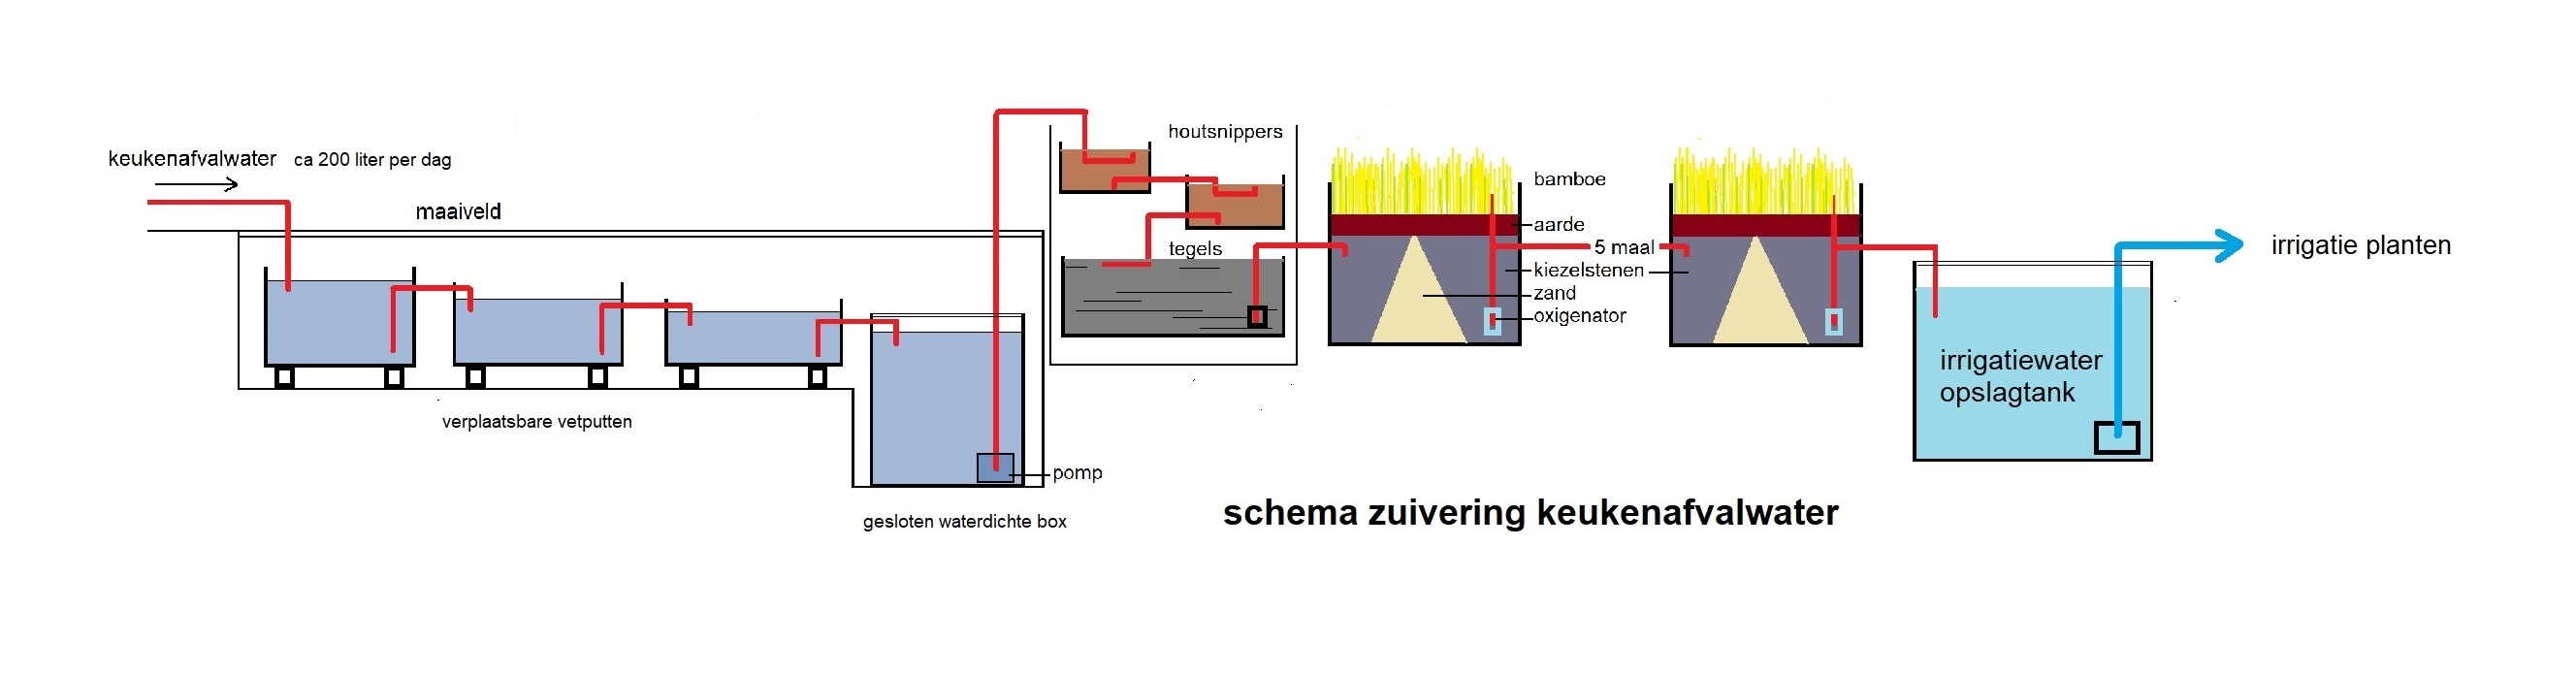 keukenafvalwater ca 200 liter per dag
maaiveld
verplaatsbare vetputten
pomp
gesloten waterdichte box
houtsnippers
tegels
bamboe
aarde
5 maal
kiezelstenen
zand
oxigenator
irrigatiewater
opslagtank
irrigatie planten
schema zuivering keukenafvalwater